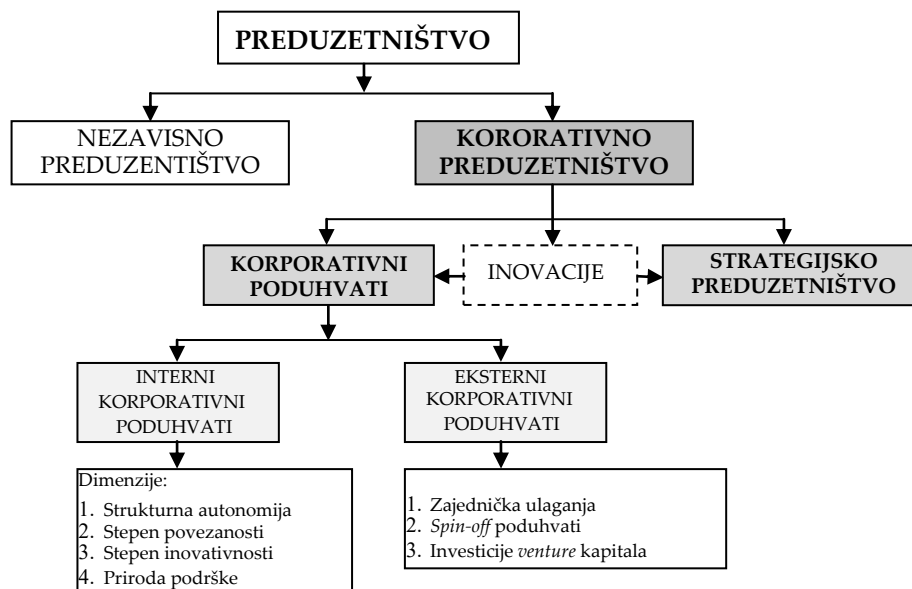 PREDUZETNIŠTVO
NEZAVISNO
PREDUZENTIŠTVO
KORORATIVNO
PREDUZETNIŠTVO
KORPORATIVNI
PODUHVATI
INOVACIJE
STRATEGIJSKO
PREDUZETNIŠTVO
INTERNI
KORPORATIVNI
PODUHVATI
EKSTERNI
KORPORATIVNI
PODUHVATI
Dimenzije:
1. Strukturna autonomija
2. Stepen povezanosti
3. Stepen inovativnosti
4. Priroda podrške
1. Zajednička ulaganja
2. Spin-off poduhvati
3. Investicije venture kapitala